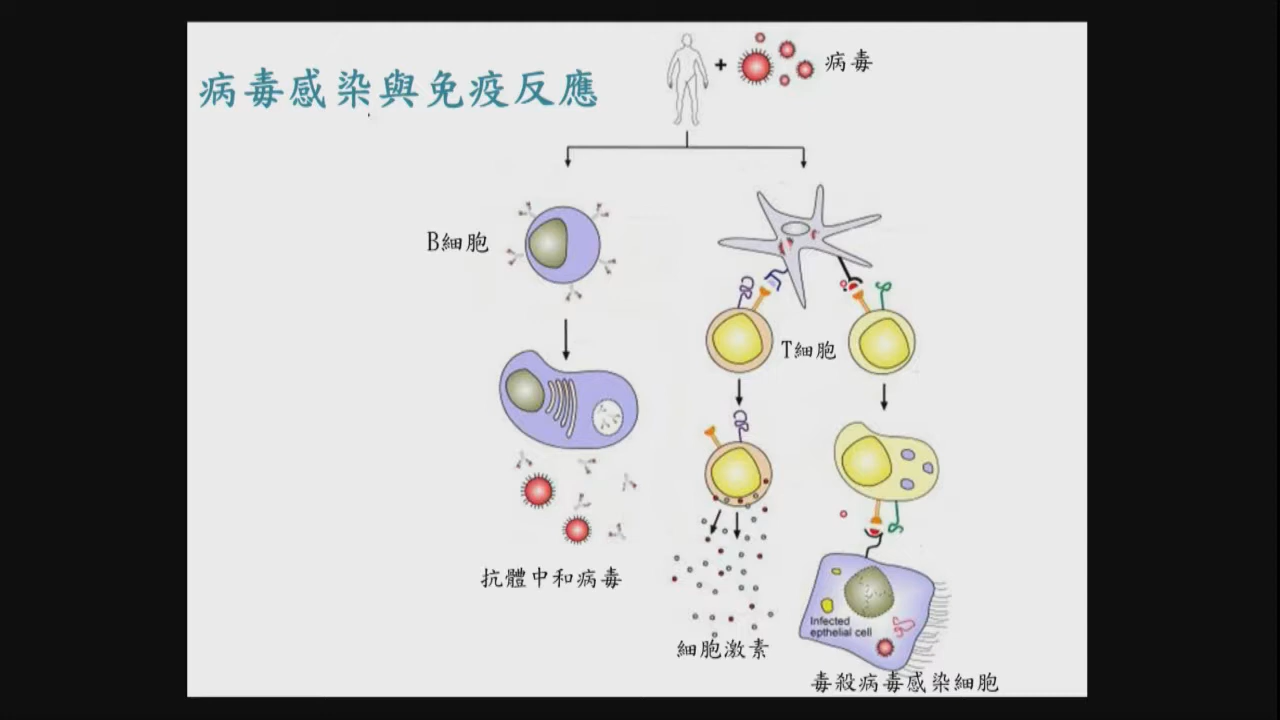 病毒感染與免疫反應
病毒
B細胞
T細胞
抗體中和病毒
細胞激素
Infected
epthelial cell
毒殺病毒感染細胞